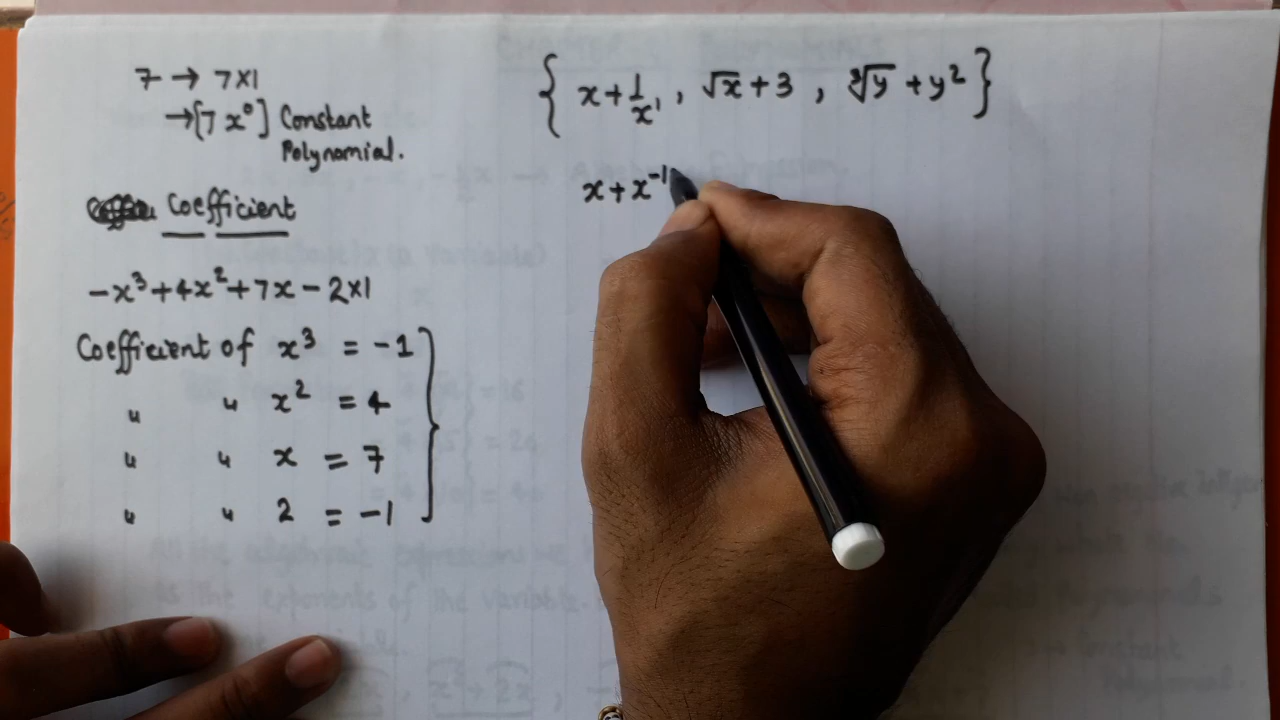 7 → 7×1
→[7 x⁰] Constant
Polynomial.
Coefficient
-x³+4x²+7x-2×1
Coefficient of x³ = -1
" " x² = 4
" " x = 7
" " 2 = -1
{ x+1/x¹, √x+3, ∛y+y² }
x+x⁻¹